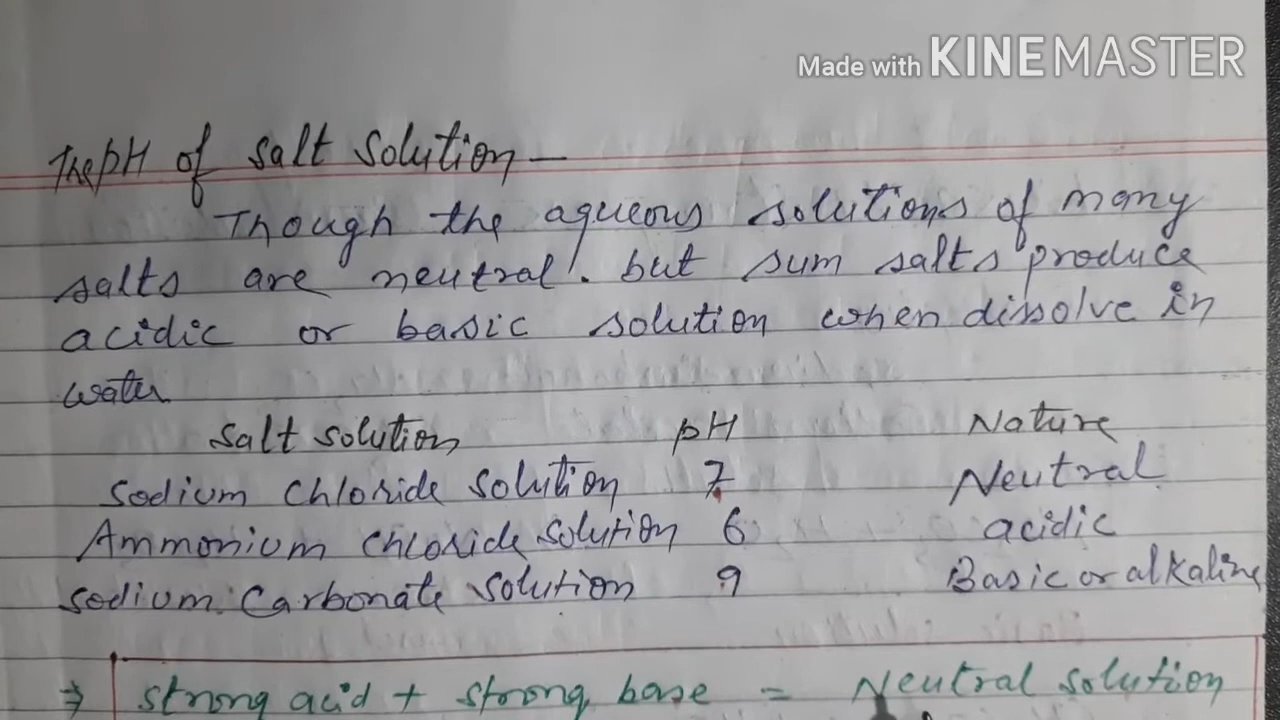 Made with KINEMASTER
The pH of salt solution –
Though the aqueous solutions of many
salts are neutral. but sum salts produce
acidic or basic solution when dissolve in
water
Salt solution pH Nature
Sodium chloride solution 7 Neutral
Ammonium chloride solution 6 acidic
sodium carbonate solution 9 Basic or alkaline
⇒ strong acid + strong base = Neutral solution